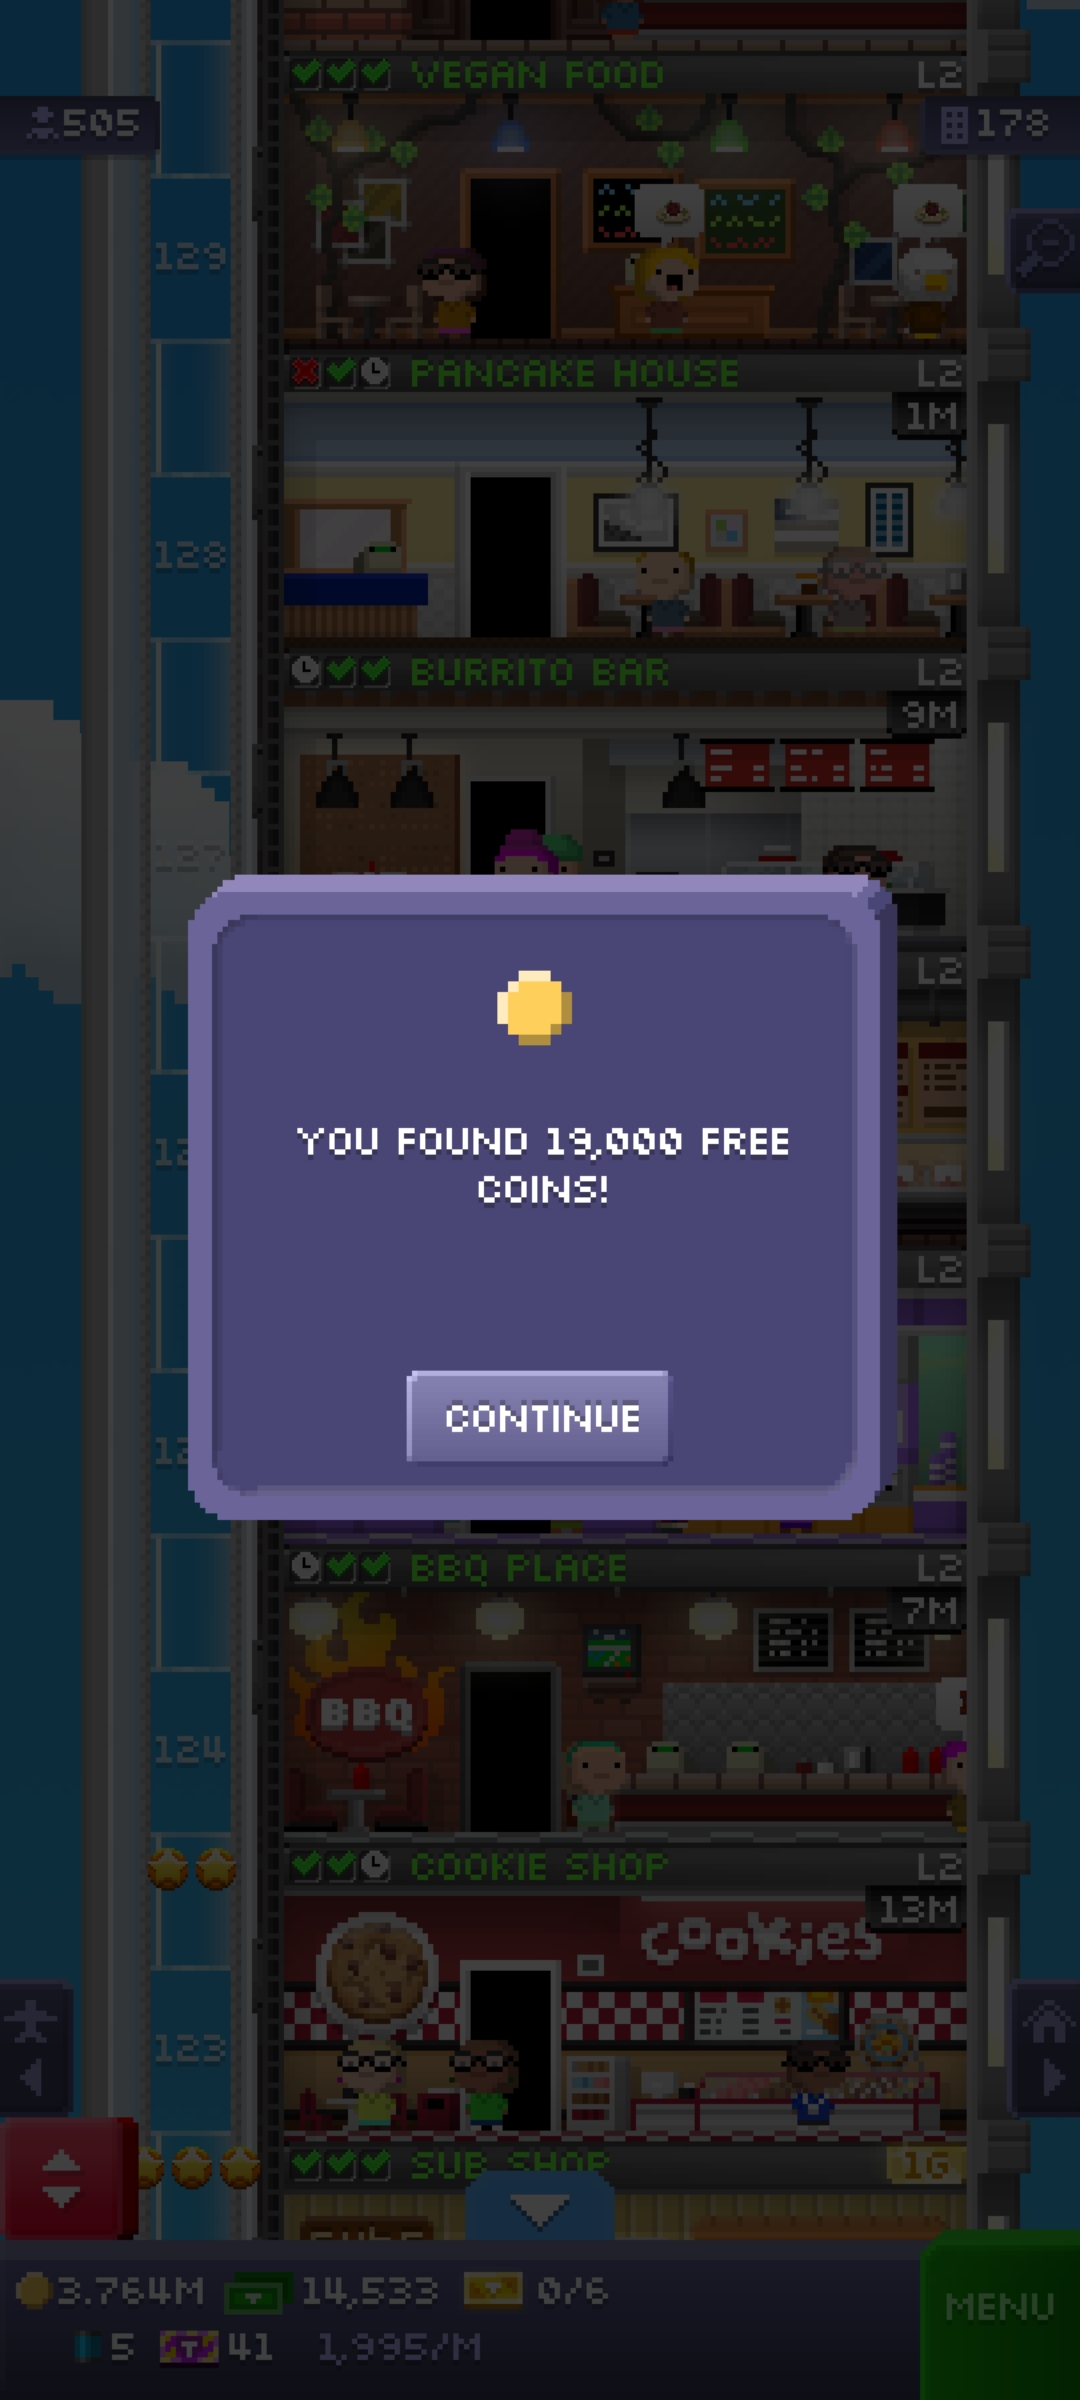 VEGAN FOOD L2
505
178
129
PANCAKE HOUSE L2
1M
128
BURRITO BAR L2
9M
127
L2
YOU FOUND 19,000 FREE
COINS!
L2
CONTINUE
BBQ PLACE L2
7M
BBQ
124
COOKIE SHOP L2
13M
COOKIES
123
SUB SHOP 1G
3.764M 14,533 0/6
MENU
5 41 1,995/M